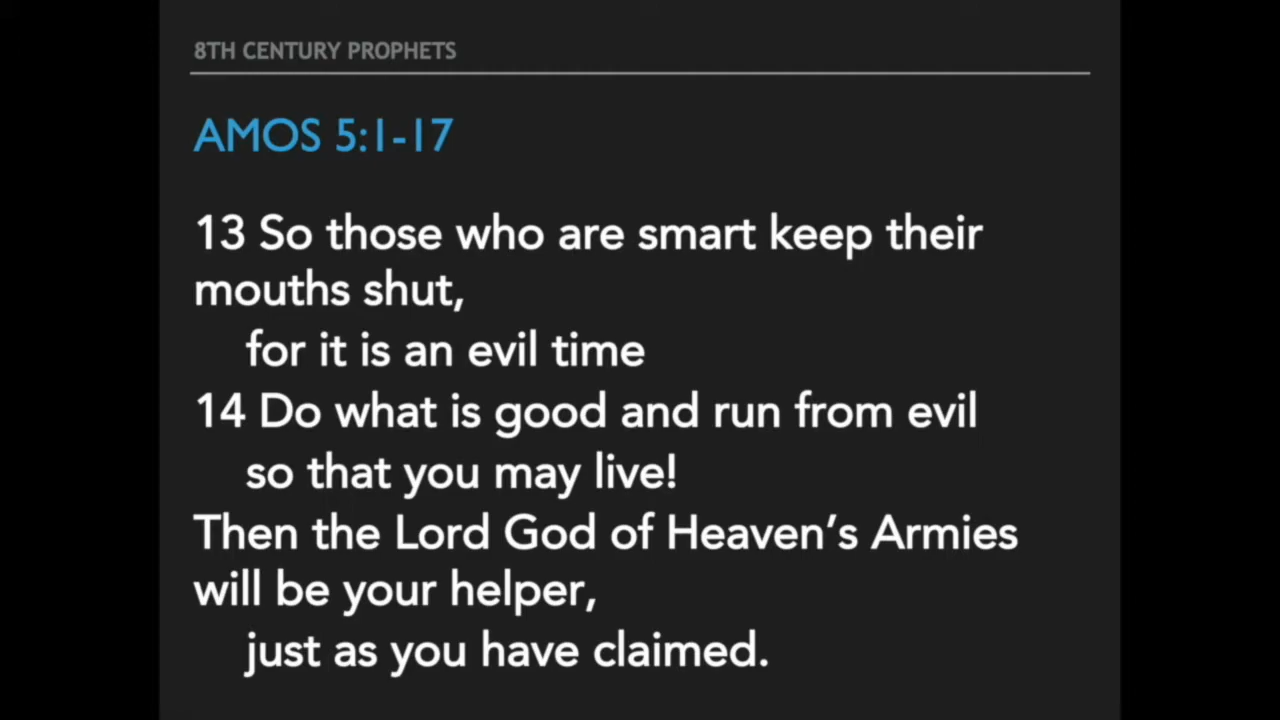 8TH CENTURY PROPHETS
AMOS 5:1-17
13 So those who are smart keep their
mouths shut,
for it is an evil time
14 Do what is good and run from evil
so that you may live!
Then the Lord God of Heaven’s Armies
will be your helper,
just as you have claimed.